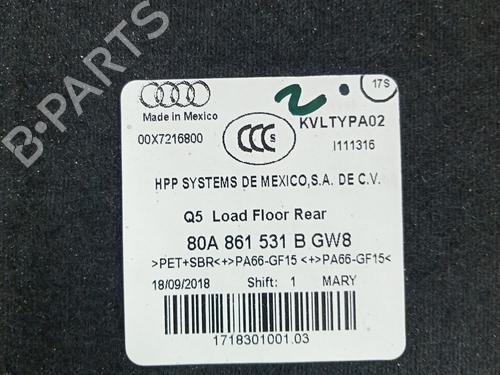 2.
17S
Made in Mexico
KVLTYPA02
00X7216800
CCC S
I111316
HPP SYSTEMS DE MEXICO,S.A. DE C.V.
Q5 Load Floor Rear
80A 861 531 B GW8
>PET+SBR<+>PA66-GF15 <+>PA66-GF15<
18/09/2018 Shift: 1 MARY
1718301001.03
B-PARTS